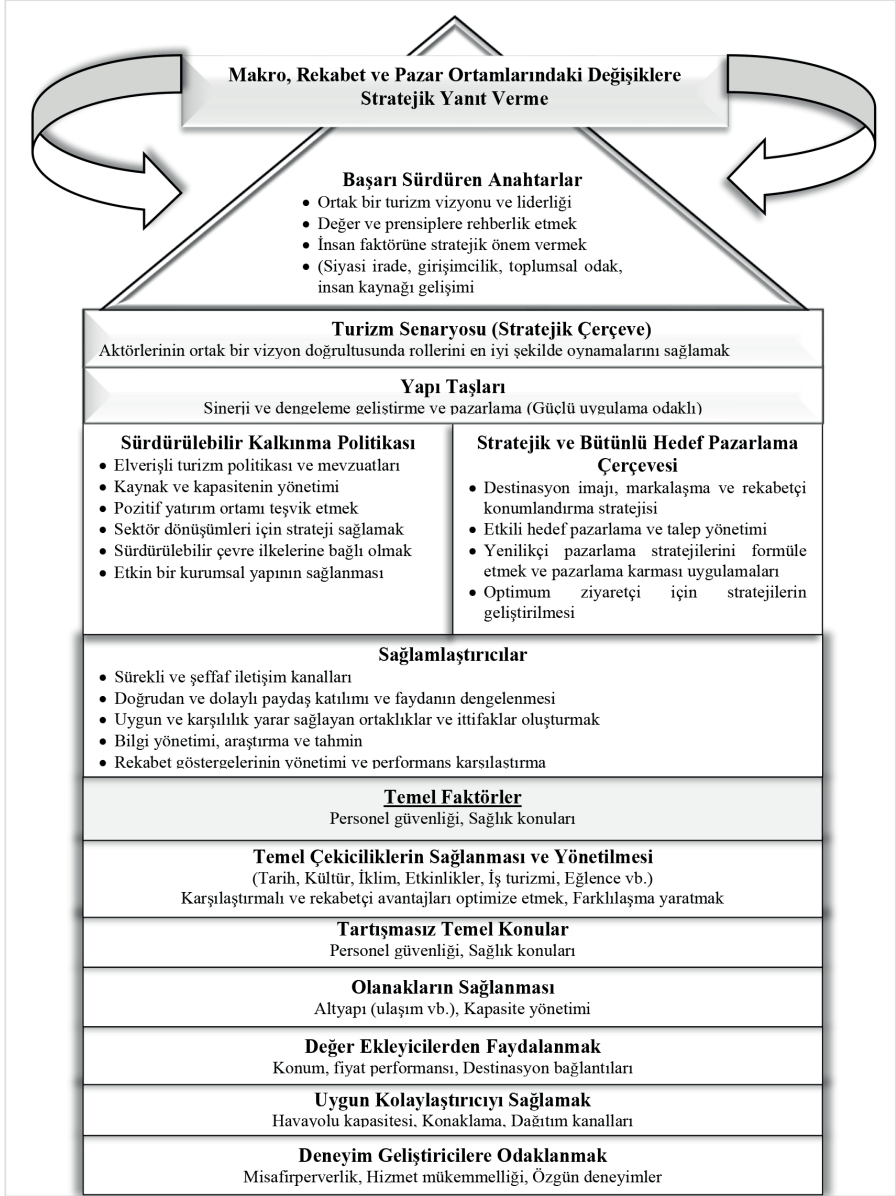 Makro, Rekabet ve Pazar Ortamlarındaki Değişiklere
Stratejik Yanıt Verme
Başarı Sürdüren Anahtarlar
• Ortak bir turizm vizyonu ve liderliği
• Değer ve prensiplere rehberlik etmek
• İnsan faktörüne stratejik önem vermek
• (Siyasi irade, girişimcilik, toplumsal odak,
insan kaynağı gelişimi
Turizm Senaryosu (Stratejik Çerçeve)
Aktörlerinin ortak bir vizyon doğrultusunda rollerini en iyi şekilde oynamalarını sağlamak
Yapı Taşları
Sinerji ve dengeleme geliştirme ve pazarlama (Güçlü uygulama odaklı)
Sürdürülebilir Kalkınma Politikası
• Elverişli turizm politikası ve mevzuatları
• Kaynak ve kapasitenin yönetimi
• Pozitif yatırım ortamı teşvik etmek
• Sektör dönüşümleri için strateji sağlamak
• Sürdürülebilir çevre ilkelerine bağlı olmak
• Etkin bir kurumsal yapının sağlanması
Stratejik ve Bütünlü Hedef Pazarlama
Çerçevesi
• Destinasyon imajı, markalaşma ve rekabetçi
konumlandırma stratejisi
• Etkili hedef pazarlama ve talep yönetimi
• Yenilikçi pazarlama stratejilerini formüle
etmek ve pazarlama karması uygulamaları
• Optimum ziyaretçi için stratejilerin
geliştirilmesi
Sağlamlaştırıcılar
• Sürekli ve şeffaf iletişim kanalları
• Doğrudan ve dolaylı paydaş katılımı ve faydanın dengelenmesi
• Uygun ve karşılılık yarar sağlayan ortaklıklar ve ittifaklar oluşturmak
• Bilgi yönetimi, araştırma ve tahmin
• Rekabet göstergelerinin yönetimi ve performans karşılaştırma
Temel Faktörler
Personel güvenliği, Sağlık konuları
Temel Çekiciliklerin Sağlanması ve Yönetilmesi
(Tarih, Kültür, İklim, Etkinlikler, İş turizmi, Eğlence vb.)
Karşılaştırmalı ve rekabetçi avantajları optimize etmek, Farklılaşma yaratmak
Tartışmasız Temel Konular
Personel güvenliği, Sağlık konuları
Olanakların Sağlanması
Altyapı (ulaşım vb.), Kapasite yönetimi
Değer Ekleyicilerden Faydalanmak
Konum, fiyat performansı, Destinasyon bağlantıları
Uygun Kolaylaştırıcıyı Sağlamak
Havayolu kapasitesi, Konaklama, Dağıtım kanalları
Deneyim Geliştiricilere Odaklanmak
Misafirperverlik, Hizmet mükemmelliği, Özgün deneyimler